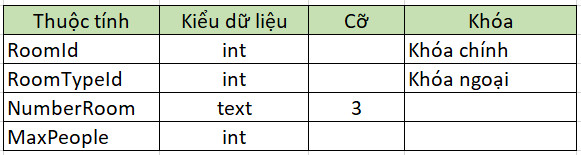 Thuộc tính Kiểu dữ liệu Cỡ Khóa
RoomId int Khóa chính
RoomTypeId int Khóa ngoại
NumberRoom text 3
MaxPeople int